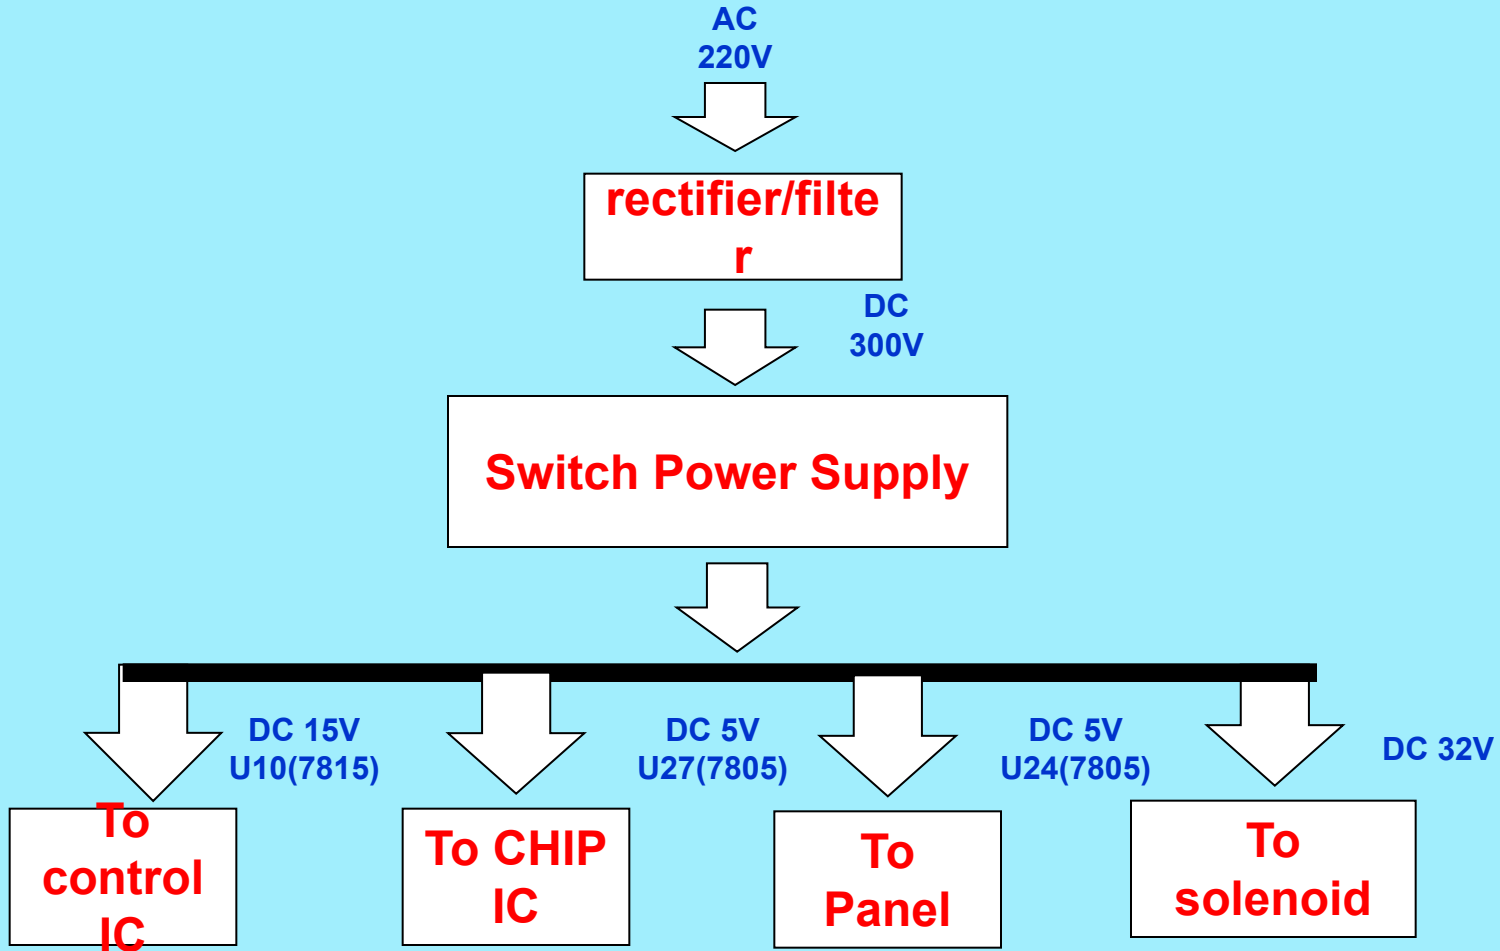 AC
220V
rectifier/filte
r
DC
300V
Switch Power Supply
DC 15V
U10(7815)
DC 5V
U27(7805)
DC 5V
U24(7805)
DC 32V
To
control
IC
To CHIP
IC
To
Panel
To
solenoid